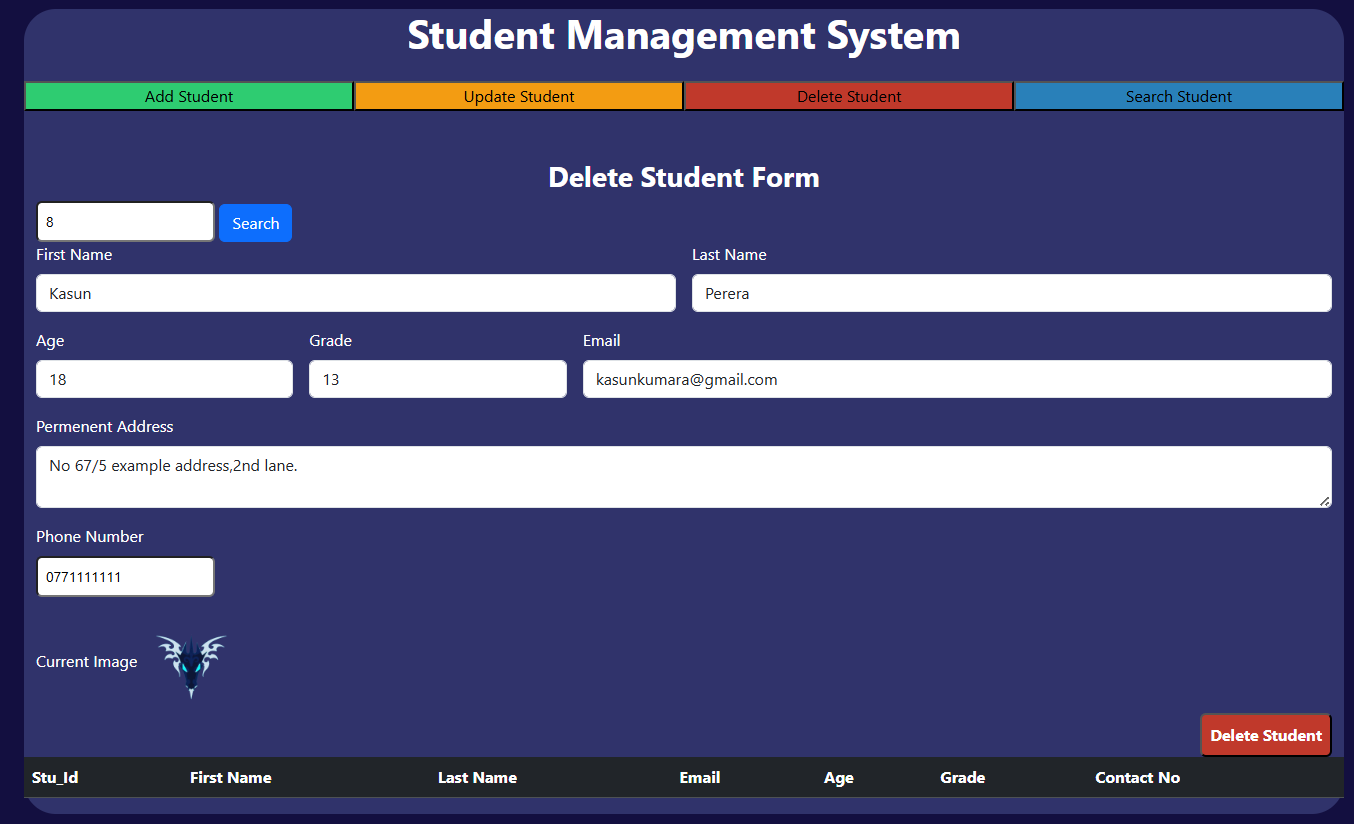 Student Management System
Add Student Update Student Delete Student Search Student
Delete Student Form
8 Search
First Name Last Name
Kasun Perera
Age Grade Email
18 13 kasunkumara@gmail.com
Permenent Address
No 67/5 example address,2nd lane.
Phone Number
0771111111
Current Image
Delete Student
Stu_Id First Name Last Name Email Age Grade Contact No